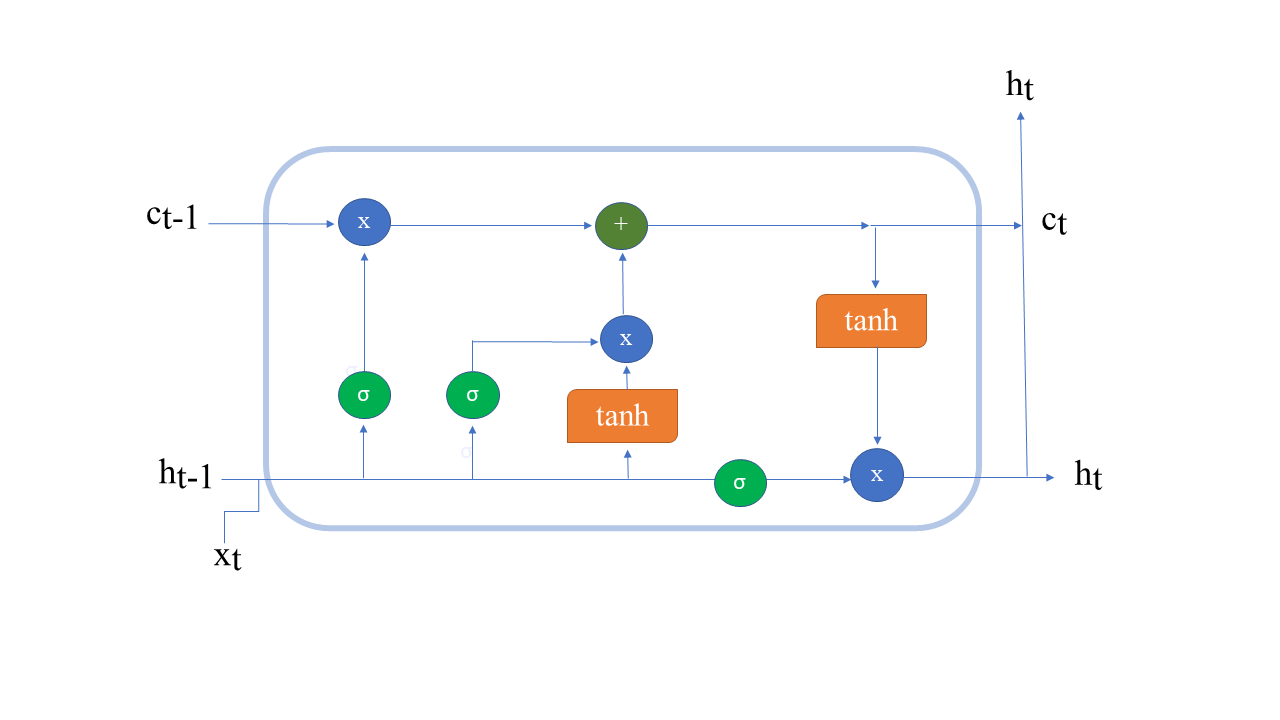 ht
ct-1
x
+
ct
tanh
x
σ
σ
tanh
ht-1
σ
x
ht
xt